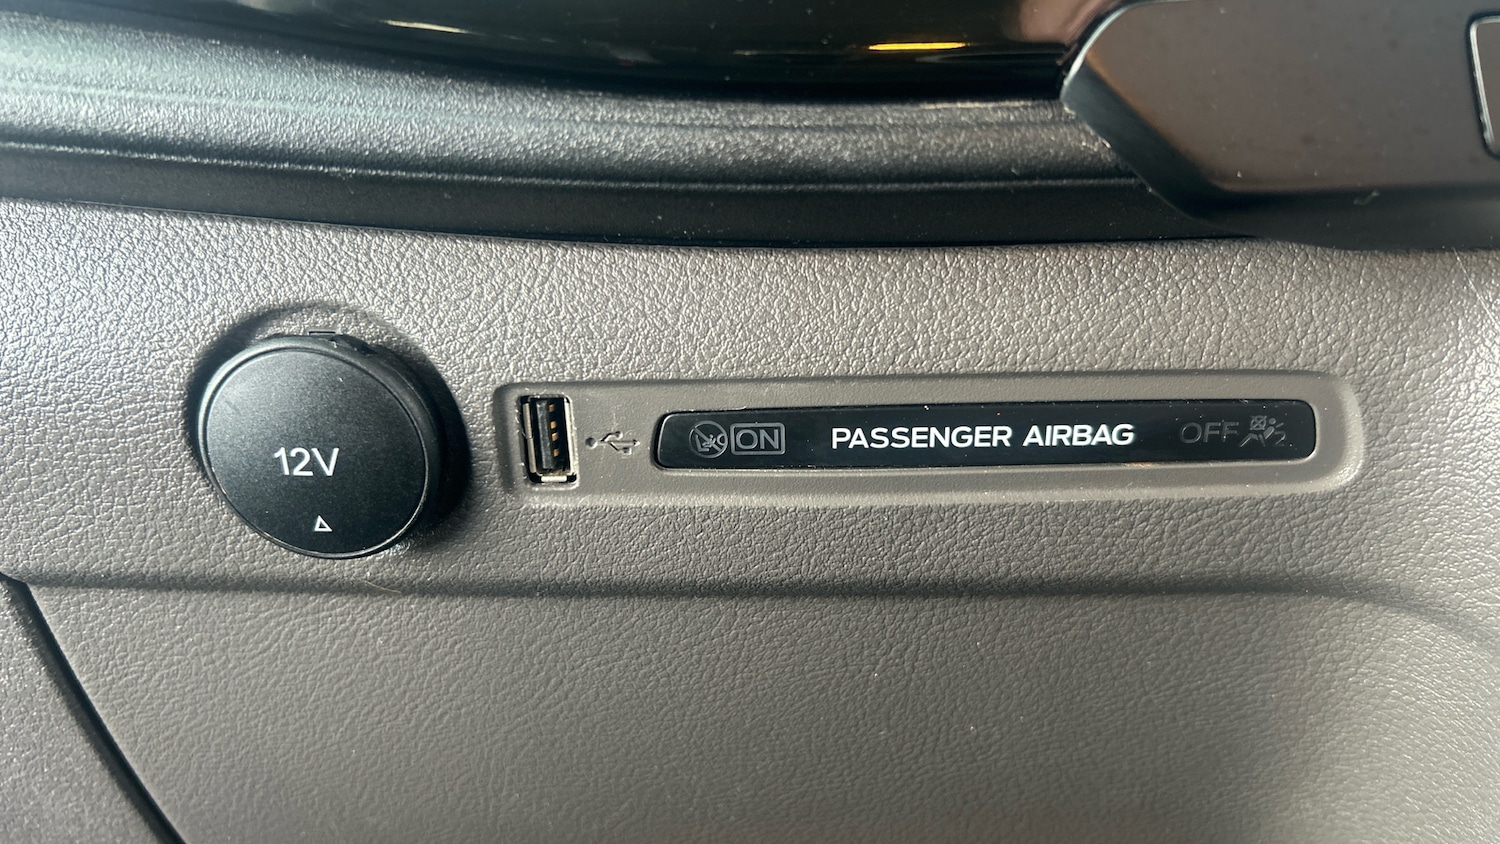 12V
ON PASSENGER AIRBAG OFF